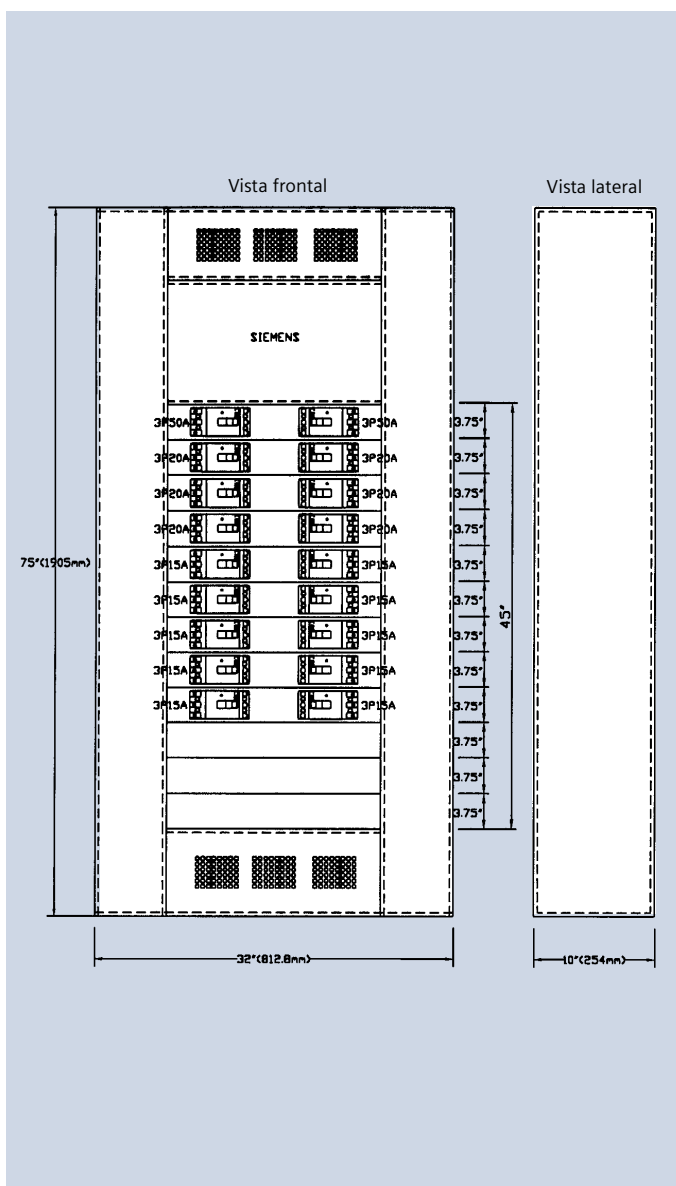 Vista frontal
Vista lateral
SIEMENS
3P50A 3P50A 3.75"
3P20A 3P20A 3.75"
3P20A 3P20A 3.75"
3P20A 3P20A 3.75"
75"(1905mm) 3P15A 3P15A 3.75"
3P15A 3P15A 3.75"
45"
3P15A 3P15A 3.75"
3P15A 3P15A 3.75"
3P15A 3P15A 3.75"
3.75"
3.75"
3.75"
32"(812.8mm)
10"(254mm)